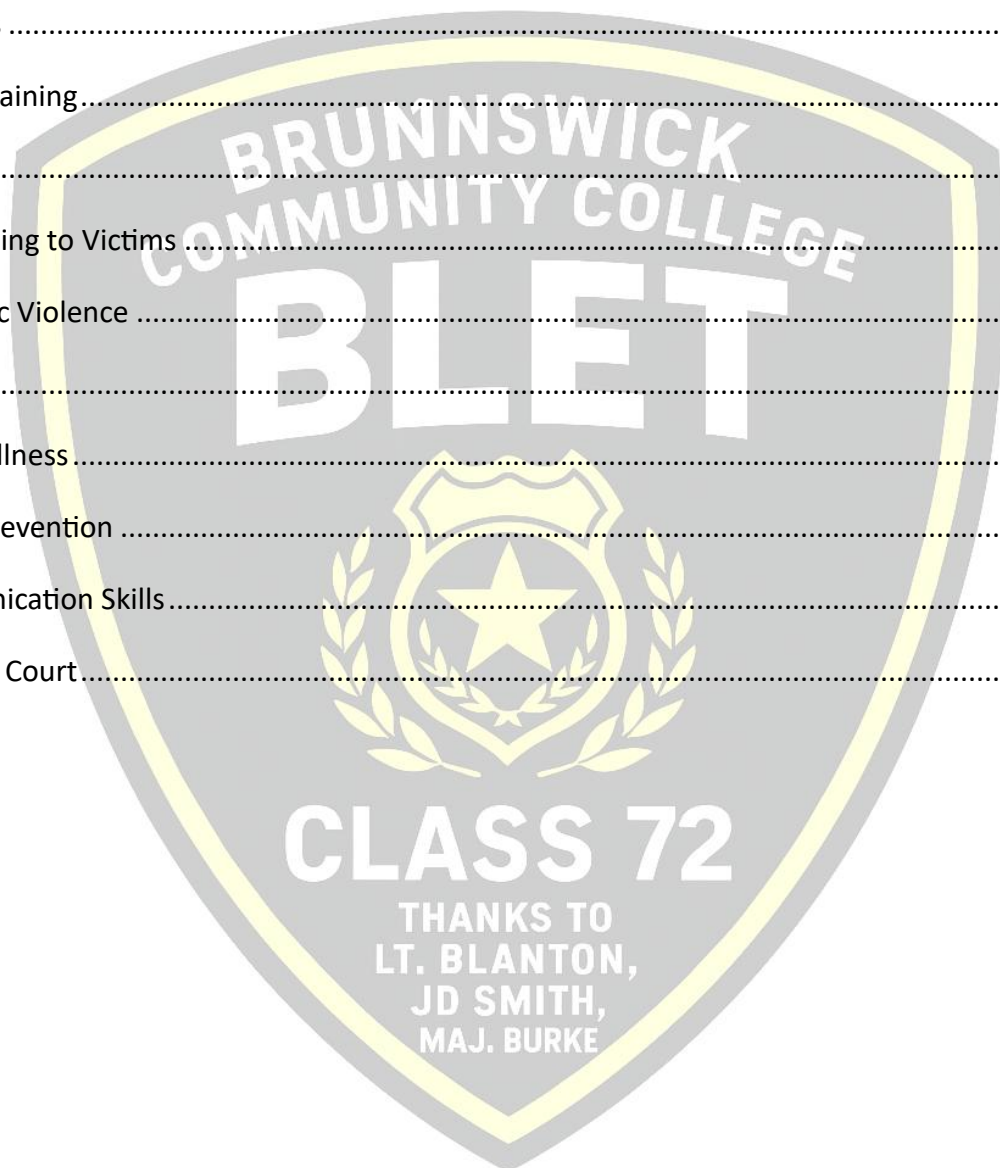 aining
BRUNNSWICK
COMMUNITY COLLEGE
ing to Victims
BLET
c Violence
llness
evention
nication Skills
Court
CLASS 72
THANKS TO
LT. BLANTON,
JD SMITH,
MAJ. BURKE